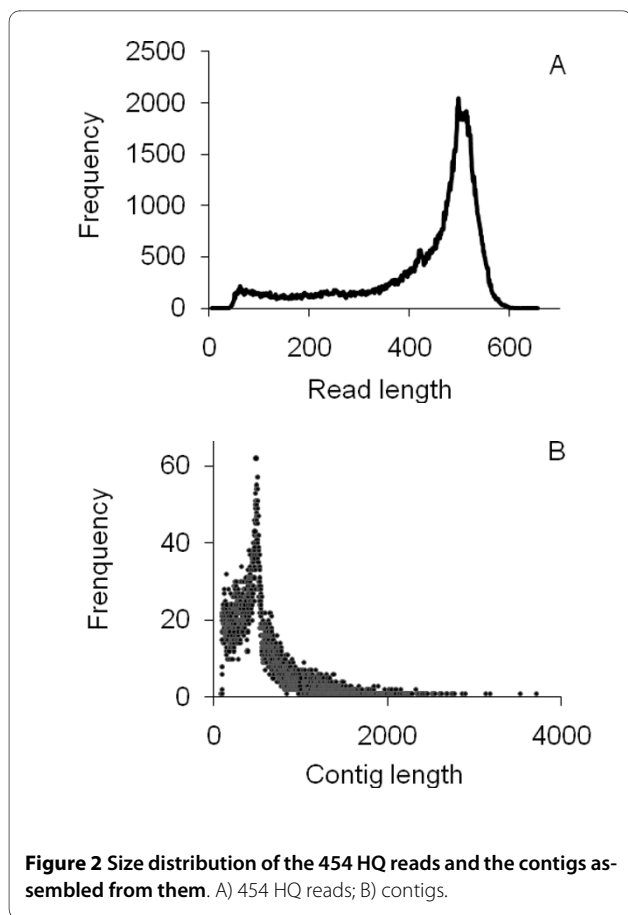 A
2500
2000
1500
1000
500
0
Frequency
0 200 400 600
Read length
B
60
40
20
0
Frenquency
0 2000 4000
Contig length
Figure 2 Size distribution of the 454 HQ reads and the contigs as-
sembled from them. A) 454 HQ reads; B) contigs.